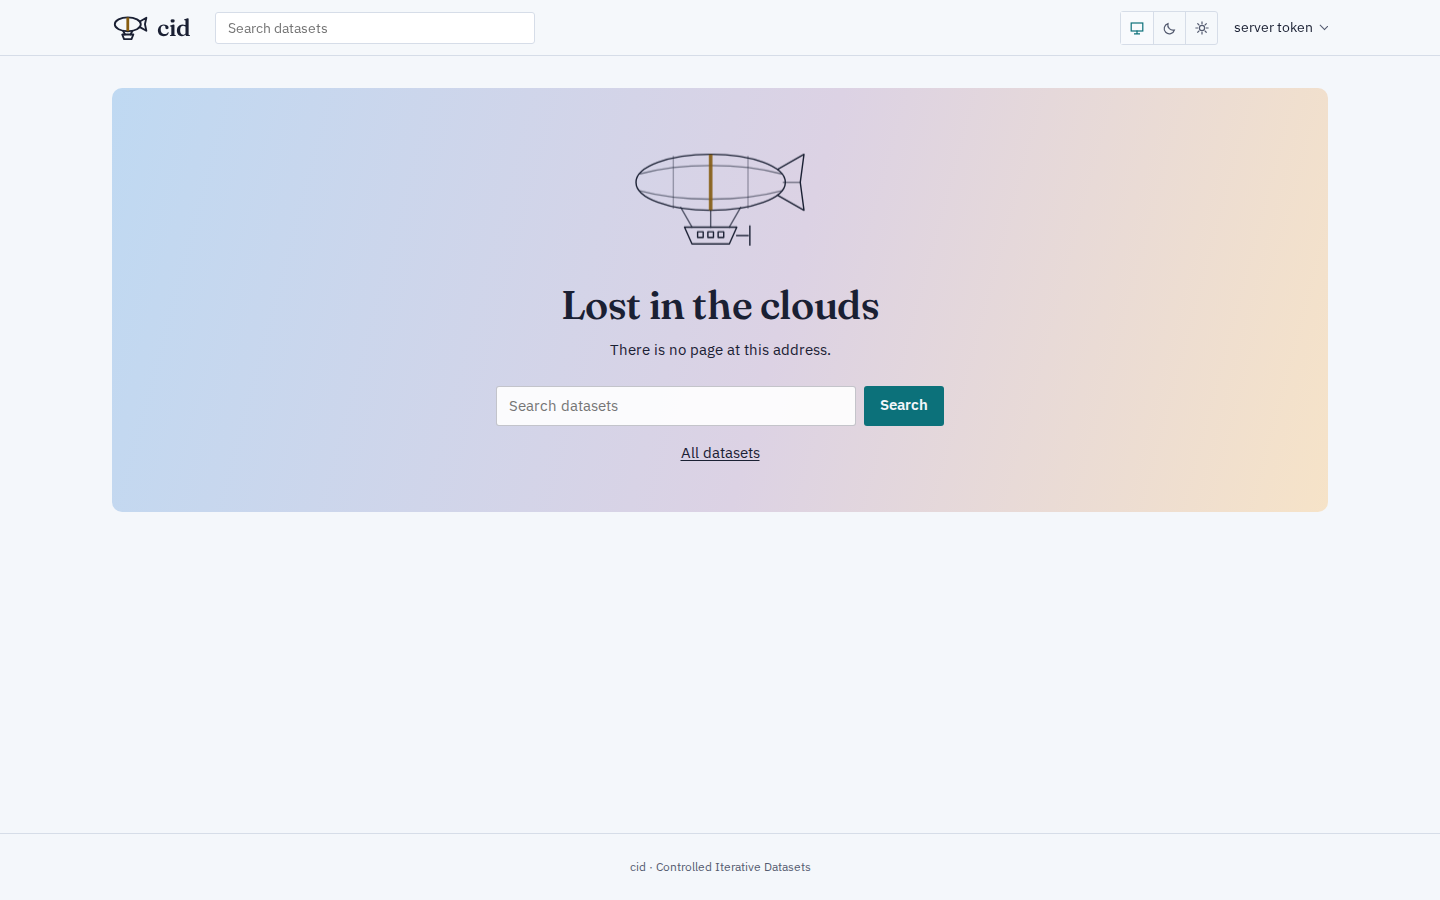 cid
Search datasets
server token
Lost in the clouds
There is no page at this address.
Search datasets
Search
All datasets
cid · Controlled Iterative Datasets